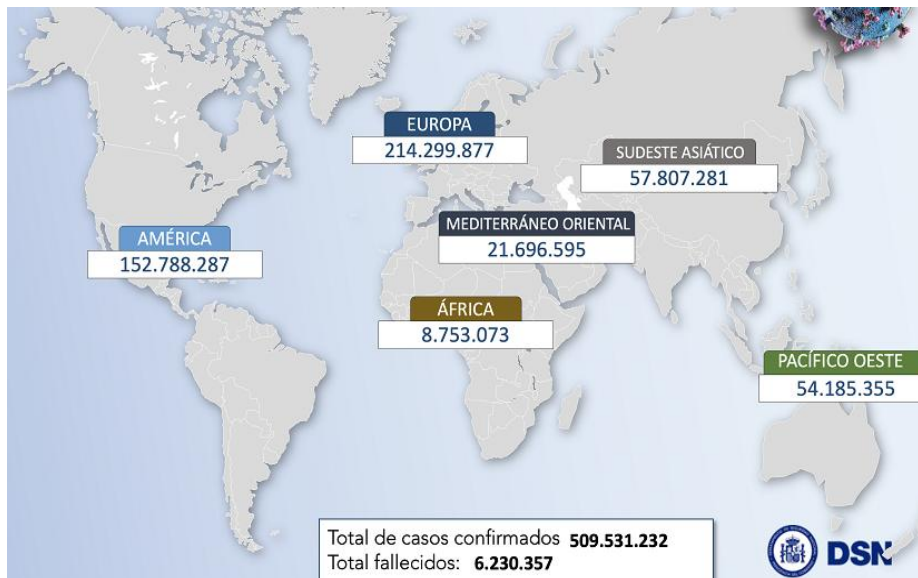 EUROPA
214.299.877
SUDESTE ASIÁTICO
57.807.281
MEDITERRÁNEO ORIENTAL
21.696.595
AMÉRICA
152.788.287
ÁFRICA
8.753.073
PACÍFICO OESTE
54.185.355
Total de casos confirmados 509.531.232
Total fallecidos: 6.230.357
DSN